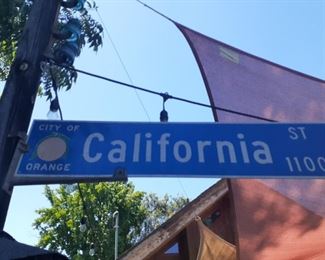 CITY OF
ORANGE
California ST
1100